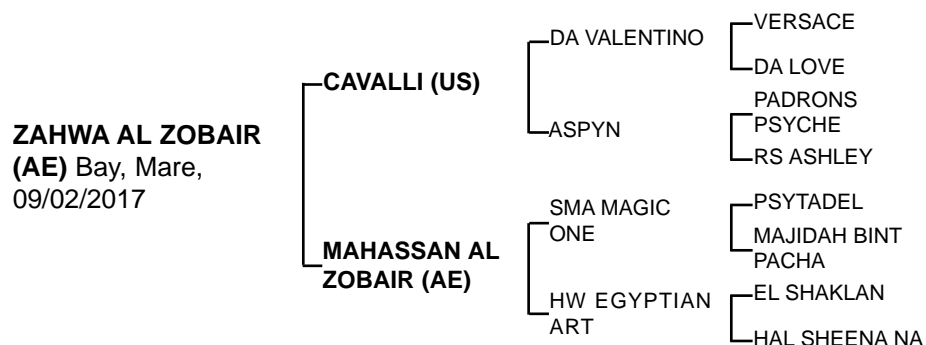 ZAHWA AL ZOBAIR
(AE) Bay, Mare,
09/02/2017
CAVALLI (US)
MAHASSAN AL
ZOBAIR (AE)
DA VALENTINO
ASPYN
SMA MAGIC
ONE
HW EGYPTIAN
ART
VERSACE
DA LOVE
PADRONS
PSYCHE
RS ASHLEY
PSYTADEL
MAJIDAH BINT
PACHA
EL SHAKLAN
HAL SHEENA NA